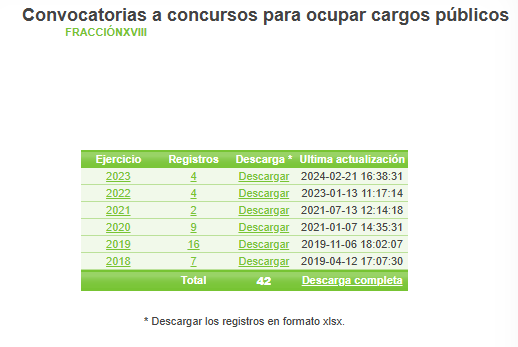 Convocatorias a concursos para ocupar cargos públicos
FRACCIÓNXVIII
Ejercicio Registros Descarga * Ultima actualización
2023 4 Descargar 2024-02-21 16:38:31
2022 4 Descargar 2023-01-13 11:17:14
2021 2 Descargar 2021-07-13 12:14:18
2020 9 Descargar 2021-01-07 14:35:31
2019 16 Descargar 2019-11-06 18:02:07
2018 7 Descargar 2019-04-12 17:07:30
Total 42 Descarga completa
* Descargar los registros en formato xlsx.